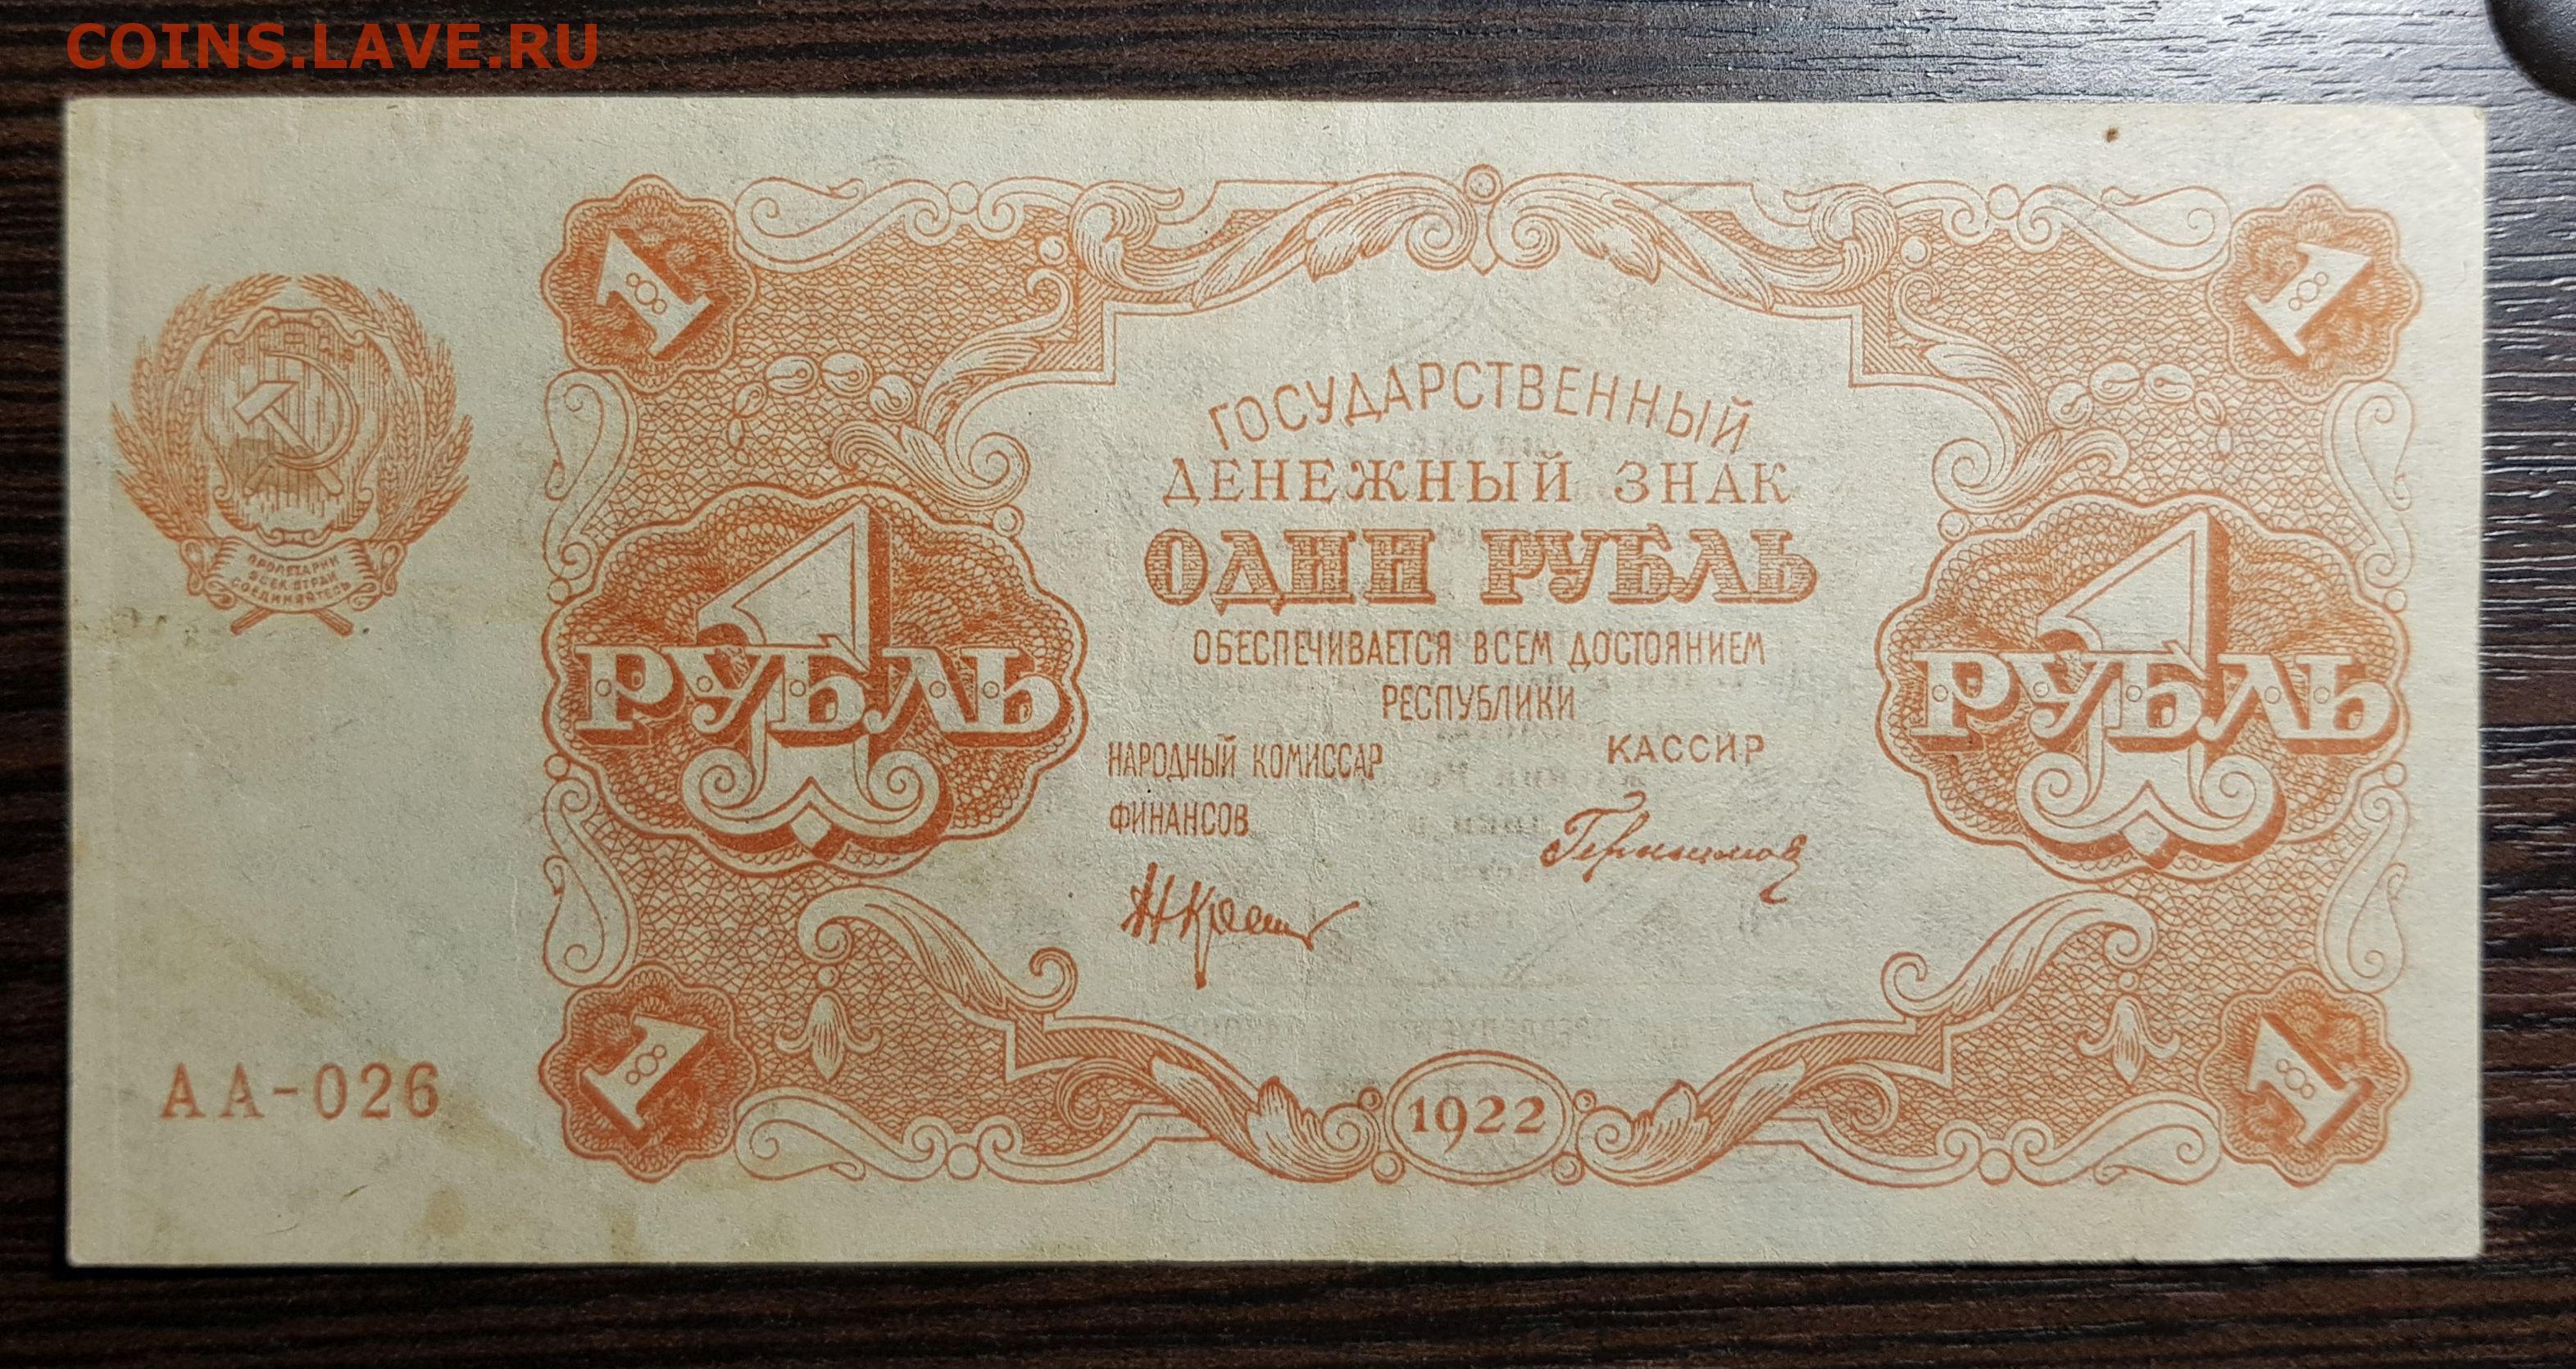 COINS.LAVE.RU
1
1
ПРОЛЕТАРИИ
ВСЕХ СТРАН
СОЕДИНЯЙТЕСЬ
ГОСУДАРСТВЕННЫЙ
ДЕНЕЖНЫЙ ЗНАК
ОДИН РУБЛЬ
ОБЕСПЕЧИВАЕТСЯ ВСЕМ ДОСТОЯНИЕМ
РЕСПУБЛИКИ
1 РУБЛЬ
1 РУБЛЬ
НАРОДНЫЙ КОМИССАР
ФИНАНСОВ
КАССИР
АА-026
1
1922
1